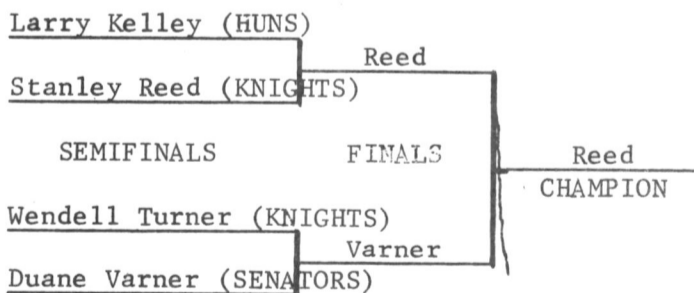 Larry Kelley (HUNS)
Reed
Stanley Reed (KNIGHTS)
SEMIFINALS FINALS Reed
CHAMPION
Wendell Turner (KNIGHTS)
Varner
Duane Varner (SENATORS)